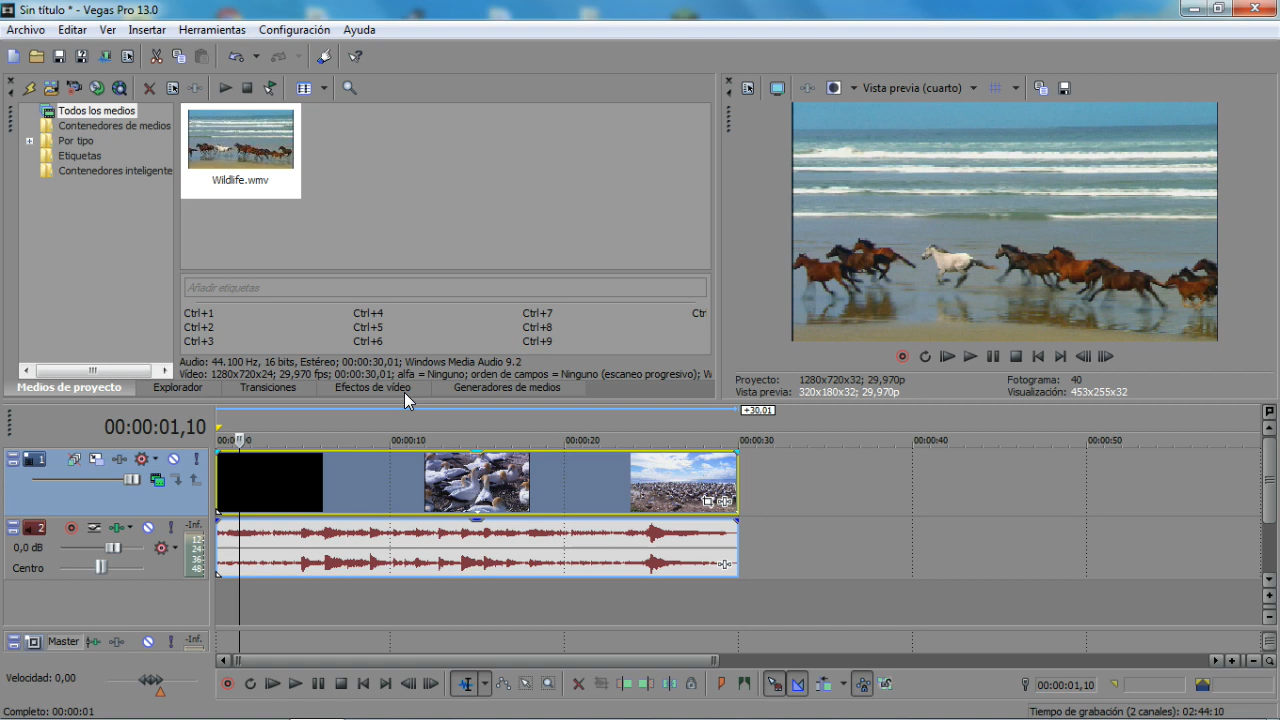 Sin título * - Vegas Pro 13.0
Archivo Editar Ver Insertar Herramientas Configuración Ayuda
Todos los medios
Contenedores de medios
Por tipo
Etiquetas
Contenedores inteligente
Wildlife.wmv
Añadir etiquetas
Ctrl+1 Ctrl+4 Ctrl+7 Ctr
Ctrl+2 Ctrl+5 Ctrl+8
Ctrl+3 Ctrl+6 Ctrl+9
Audio: 44.100 Hz, 16 bits, Estéreo; 00:00:30,01; Windows Media Audio 9.2
Vídeo: 1280x720x24; 29,970 fps; 00:00:30,01; alfa = Ninguno; orden de campos = Ninguno (escaneo progresivo); W
Medios de proyecto Explorador Transiciones Efectos de vídeo Generadores de medios
Vista previa (cuarto)
Proyecto: 1280x720x32; 29,970p Fotograma: 40
Vista previa: 320x180x32; 29,970p Visualización: 453x255x32
+30.01
00:00:01,10
00:00:10 00:00:20 00:00:30 00:00:40 00:00:50
1
2
-Inf.
12
24
36
48
0,0 dB
Centro
Master
-Inf.
Velocidad: 0,00
00:00:01,10
Completo: 00:00:01
Tiempo de grabación (2 canales): 02:44:10